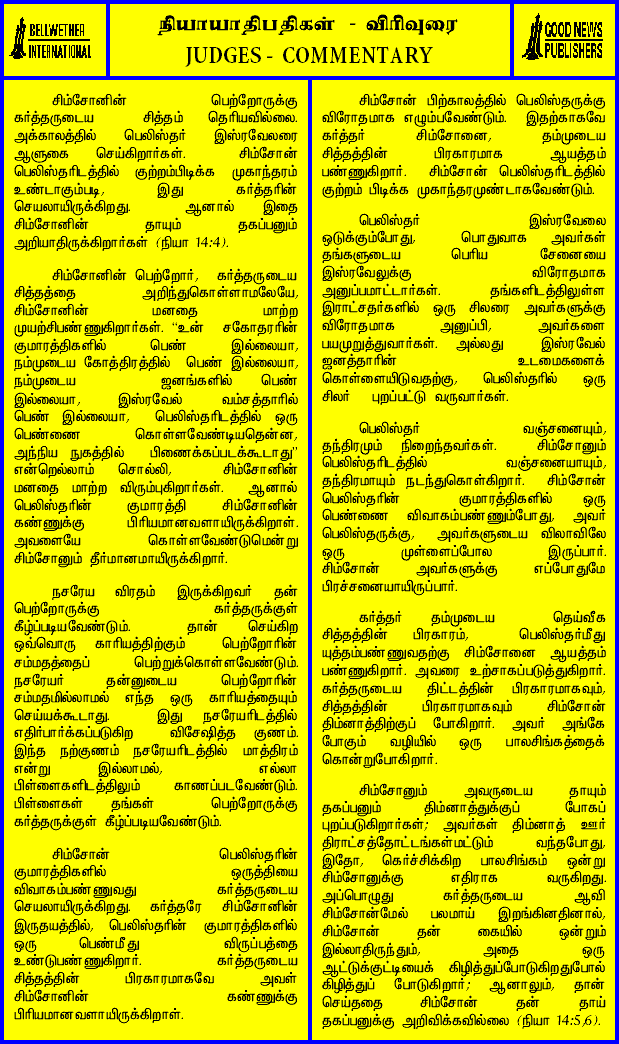 BELLWETHER
INTERNATIONAL
நியாயாதிபதிகள் - விரிவுரை
JUDGES - COMMENTARY
GOOD NEWS
PUBLISHERS
சிம்சோனின் பெற்றோருக்கு
கர்த்தருடைய சித்தம் தெரியவில்லை.
அக்காலத்தில் பெலிஸ்தர் இஸ்ரவேலரை
ஆளுகை செய்கிறார்கள். சிம்சோன்
பெலிஸ்தரிடத்தில் குற்றம்பிடிக்க முகாந்தரம்
உண்டாகும்படி, இது கர்த்தரின்
செயலாயிருக்கிறது. ஆனால் இதை
சிம்சோனின் தாயும் தகப்பனும்
அறியாதிருக்கிறார்கள் (நியா 14:4).
சிம்சோனின் பெற்றோர், கர்த்தருடைய
சித்தத்தை அறிந்துகொள்ளாமலேயே,
சிம்சோனின் மனதை மாற்ற
முயற்சிபண்ணுகிறார்கள். “உன் சகோதரரின்
குமாரத்திகளில் பெண் இல்லையா,
நம்முடைய கோத்திரத்தில் பெண் இல்லையா,
நம்முடைய ஜனங்களில் பெண்
இல்லையா, இஸ்ரவேல் வம்சத்தாரில்
பெண் இல்லையா, பெலிஸ்தரிடத்தில் ஒரு
பெண்ணை கொள்ளவேண்டியதென்ன,
அந்நிய நுகத்தில் பிணைக்கப்படக்கூடாது”
என்றெல்லாம் சொல்லி, சிம்சோனின்
மனதை மாற்ற விரும்புகிறார்கள். ஆனால்
பெலிஸ்தரின் குமாரத்தி சிம்சோனின்
கண்ணுக்கு பிரியமானவளாயிருக்கிறாள்.
அவளையே கொள்ளவேண்டுமென்று
சிம்சோனும் தீர்மானமாயிருக்கிறார்.
நசரேய விரதம் இருக்கிறவர் தன்
பெற்றோருக்கு கர்த்தருக்குள்
கீழ்ப்படியவேண்டும். தான் செய்கிற
ஒவ்வொரு காரியத்திற்கும் பெற்றோரின்
சம்மதத்தைப் பெற்றுக்கொள்ளவேண்டும்.
நசரேயர் தன்னுடைய பெற்றோரின்
சம்மதமில்லாமல் எந்த ஒரு காரியத்தையும்
செய்யக்கூடாது. இது நசரேயரிடத்தில்
எதிர்பார்க்கப்படுகிற விசேஷித்த குணம்.
இந்த நற்குணம் நசரேயரிடத்தில் மாத்திரம்
என்று இல்லாமல், எல்லா
பிள்ளைகளிடத்திலும் காணப்படவேண்டும்.
பிள்ளைகள் தங்கள் பெற்றோருக்கு
கர்த்தருக்குள் கீழ்ப்படியவேண்டும்.
சிம்சோன் பெலிஸ்தரின்
குமாரத்திகளில் ஒருத்தியை
விவாகம்பண்ணுவது கர்த்தருடைய
செயலாயிருக்கிறது. கர்த்தரே சிம்சோனின்
இருதயத்தில், பெலிஸ்தரின் குமாரத்திகளில்
ஒரு பெண்மீது விருப்பத்தை
உண்டுபண்ணுகிறார். கர்த்தருடைய
சித்தத்தின் பிரகாரமாகவே அவள்
சிம்சோனின் கண்ணுக்கு
பிரியமானவளாயிருக்கிறாள்.
சிம்சோன் பிற்காலத்தில் பெலிஸ்தருக்கு
விரோதமாக எழும்பவேண்டும். இதற்காகவே
கர்த்தர் சிம்சோனை, தம்முடைய
சித்தத்தின் பிரகாரமாக ஆயத்தம்
பண்ணுகிறார். சிம்சோன் பெலிஸ்தரிடத்தில்
குற்றம் பிடிக்க முகாந்தரமுண்டாகவேண்டும்.
பெலிஸ்தர் இஸ்ரவேலை
ஒடுக்கும்போது, பொதுவாக அவர்கள்
தங்களுடைய பெரிய சேனையை
இஸ்ரவேலுக்கு விரோதமாக
அனுப்பமாட்டார்கள். தங்களிடத்திலுள்ள
இராட்சதர்களில் ஒரு சிலரை அவர்களுக்கு
விரோதமாக அனுப்பி, அவர்களை
பயமுறுத்துவார்கள். அல்லது இஸ்ரவேல்
ஜனத்தாரின் உடமைகளைக்
கொள்ளையிடுவதற்கு, பெலிஸ்தரில் ஒரு
சிலர் புறப்பட்டு வருவார்கள்.
பெலிஸ்தர் வஞ்சனையும்,
தந்திரமும் நிறைந்தவர்கள். சிம்சோனும்
பெலிஸ்தரிடத்தில் வஞ்சனையாயும்,
தந்திரமாயும் நடந்துகொள்கிறார். சிம்சோன்
பெலிஸ்தரின் குமாரத்திகளில் ஒரு
பெண்ணை விவாகம்பண்ணும்போது, அவர்
பெலிஸ்தருக்கு, அவர்களுடைய விலாவிலே
ஒரு முள்ளைப்போல இருப்பார்.
சிம்சோன் அவர்களுக்கு எப்போதுமே
பிரச்சனையாயிருப்பார்.
கர்த்தர் தம்முடைய தெய்வீக
சித்தத்தின் பிரகாரம், பெலிஸ்தர்மீது
யுத்தம்பண்ணுவதற்கு சிம்சோனை ஆயத்தம்
பண்ணுகிறார். அவரை உற்சாகப்படுத்துகிறார்.
கர்த்தருடைய திட்டத்தின் பிரகாரமாகவும்,
சித்தத்தின் பிரகாரமாகவும் சிம்சோன்
திம்னாத்திற்குப் போகிறார். அவர் அங்கே
போகும் வழியில் ஒரு பாலசிங்கத்தைக்
கொன்றுபோகிறார்.
சிம்சோனும் அவருடைய தாயும்
தகப்பனும் திம்னாத்துக்குப் போகப்
புறப்படுகிறார்கள்; அவர்கள் திம்னாத் ஊர்
திராட்சத்தோட்டங்கள்மட்டும் வந்தபோது,
இதோ, கெர்ச்சிக்கிற பாலசிங்கம் ஒன்று
சிம்சோனுக்கு எதிராக வருகிறது.
அப்பொழுது கர்த்தருடைய ஆவி
சிம்சோன்மேல் பலமாய் இறங்கினதினால்,
சிம்சோன் தன் கையில் ஒன்றும்
இல்லாதிருந்தும், அதை ஒரு
ஆட்டுக்குட்டியைக் கிழித்துப்போடுகிறதுபோல்
கிழித்துப் போடுகிறார்; ஆனாலும், தான்
செய்ததை சிம்சோன் தன் தாய்
தகப்பனுக்கு அறிவிக்கவில்லை (நியா 14:5,6).